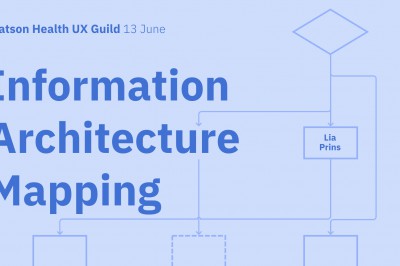 atson Health UX Guild 13 June
Information
Architecture
Mapping
Lia
Prins